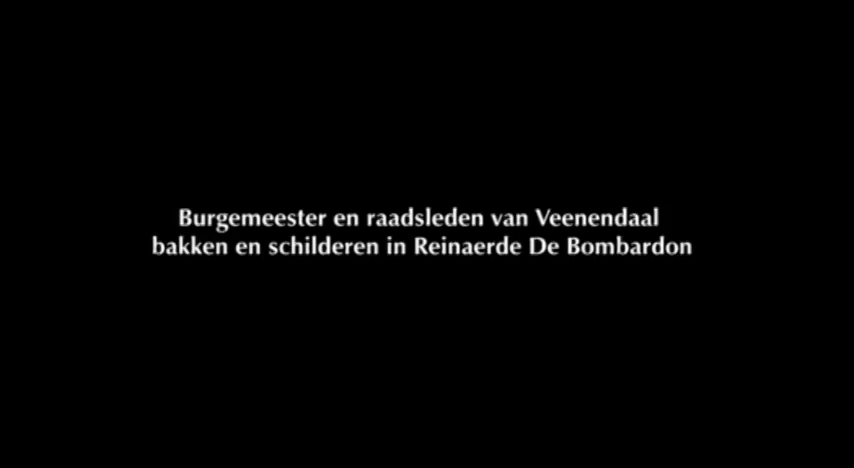 Burgemeester en raadsleden van Veenendaal
bakken en schilderen in Reinaerde De Bombardon